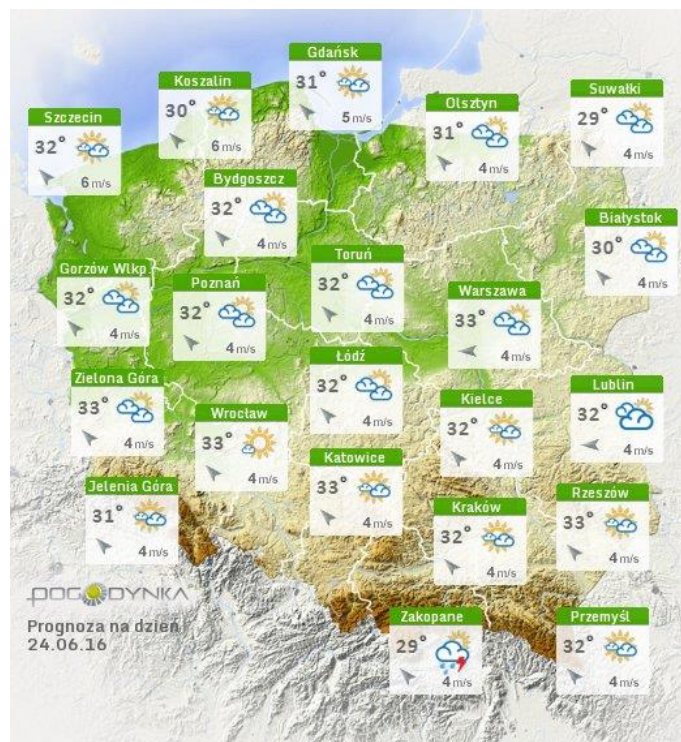 Gdańsk
31°
5 m/s
Koszalin
30°
6 m/s
Suwałki
29°
4 m/s
Olsztyn
31°
4 m/s
Szczecin
32°
6 m/s
Bydgoszcz
32°
4 m/s
Białystok
30°
4 m/s
Toruń
32°
4 m/s
Gorzów Wlkp.
32°
4 m/s
Poznań
32°
4 m/s
Warszawa
33°
4 m/s
Łódź
32°
4 m/s
Zielona Góra
33°
4 m/s
Lublin
32°
4 m/s
Kielce
32°
4 m/s
Wrocław
33°
4 m/s
Katowice
33°
4 m/s
Jelenia Góra
31°
4 m/s
Rzeszów
33°
4 m/s
Kraków
32°
4 m/s
POGODYNKA
Prognoza na dzień
24.06.16
Zakopane
29°
4 m/s
Przemyśl
32°
4 m/s